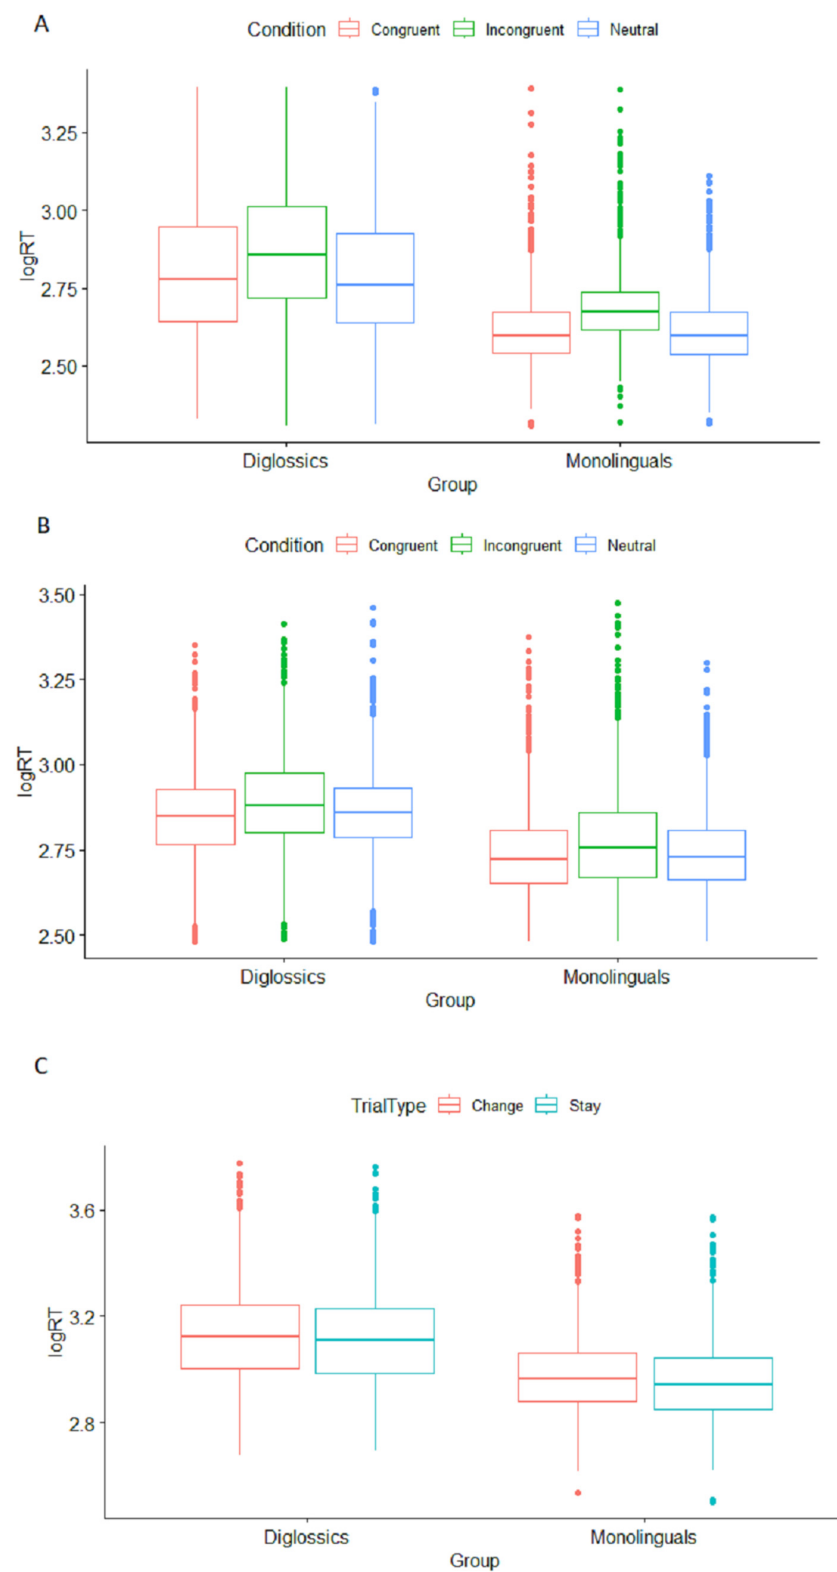 A
Condition Congruent Incongruent Neutral
logRT
3.25
3.00
2.75
2.50
Diglossics Monolinguals
Group
B
Condition Congruent Incongruent Neutral
logRT
3.50
3.25
3.00
2.75
2.50
Diglossics Monolinguals
Group
C
TrialType Change Stay
logRT
3.6
3.2
2.8
Diglossics Monolinguals
Group